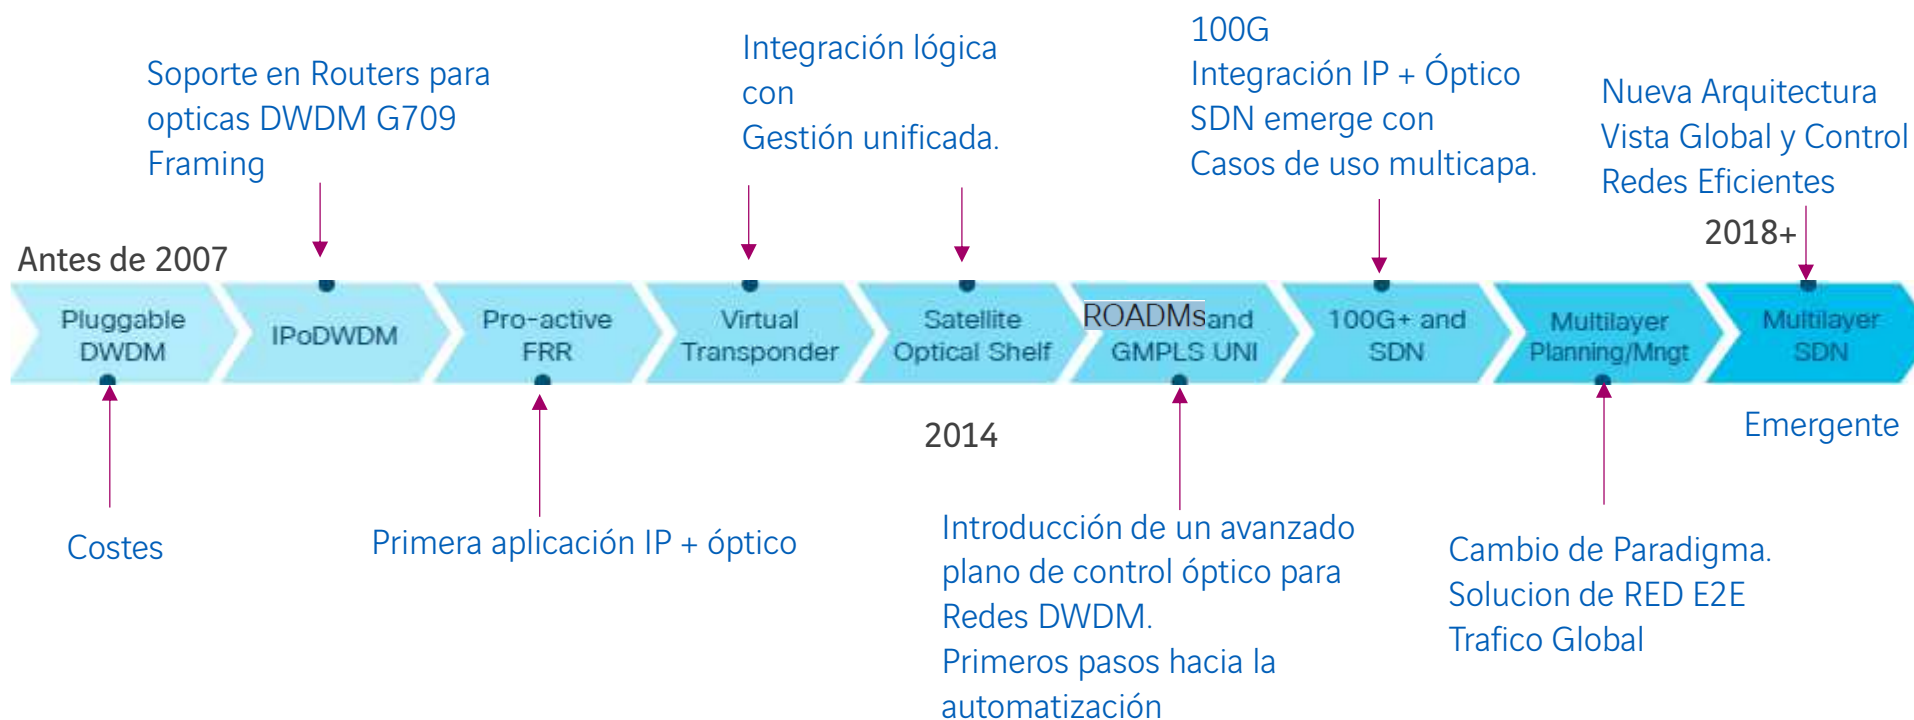 Soporte en Routers para
opticas DWDM G709
Framing
Integración lógica
con
Gestión unificada.
100G
Integración IP + Óptico
SDN emerge con
Casos de uso multicapa.
Nueva Arquitectura
Vista Global y Control
Redes Eficientes
2018+
Antes de 2007
Pluggable
DWDM
IPoDWDM
Pro-active
FRR
Virtual
Transponder
Satellite
Optical Shelf
ROADMs and
GMPLS UNI
100G+ and
SDN
Multilayer
Planning/Mngt
Multilayer
SDN
2014
Emergente
Costes
Primera aplicación IP + óptico
Introducción de un avanzado
plano de control óptico para
Redes DWDM.
Primeros pasos hacia la
automatización
Cambio de Paradigma.
Solucion de RED E2E
Trafico Global